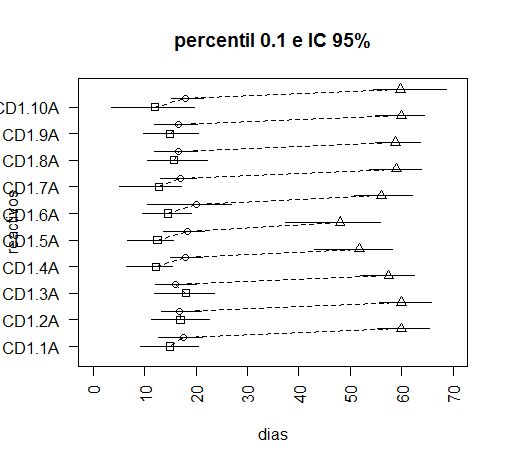 percentil 0.1 e IC 95%
CD1.10A
CD1.9A
CD1.8A
CD1.7A
CD1.6A
CD1.5A
CD1.4A
CD1.3A
CD1.2A
CD1.1A
reactivos
0 10 20 30 40 50 60 70
dias